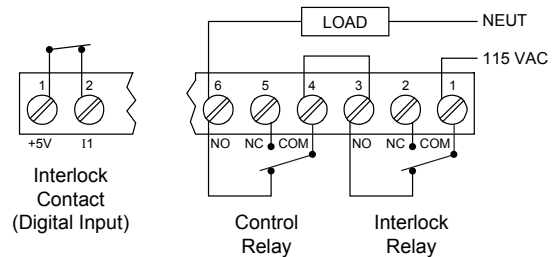 LOAD
NEUT
115 VAC
1 2
6 5 4 3 2 1
+5V I1
NO NC COM NO NC COM
Interlock
Contact
(Digital Input)
Control
Relay
Interlock
Relay